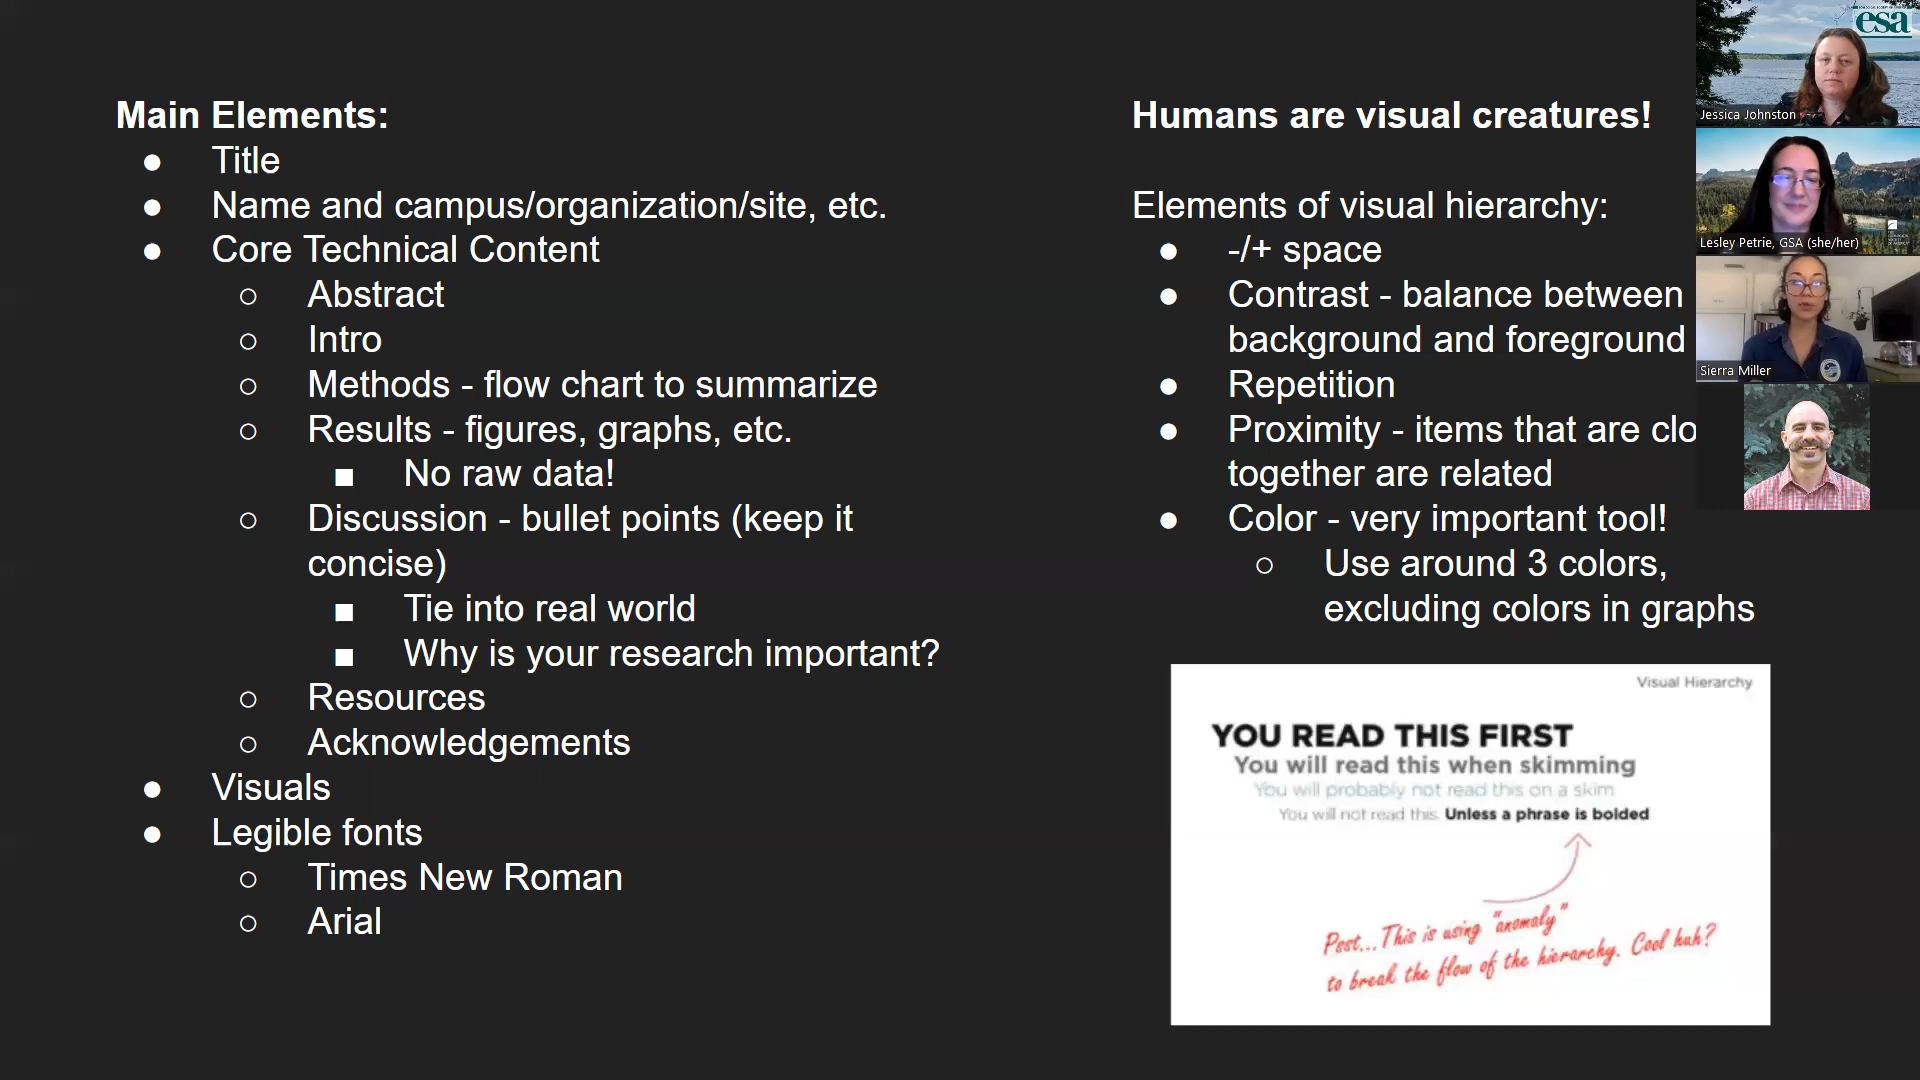 Main Elements:
● Title
● Name and campus/organization/site, etc.
● Core Technical Content
○ Abstract
○ Intro
○ Methods - flow chart to summarize
○ Results - figures, graphs, etc.
■ No raw data!
○ Discussion - bullet points (keep it
concise)
■ Tie into real world
■ Why is your research important?
○ Resources
○ Acknowledgements
● Visuals
● Legible fonts
○ Times New Roman
○ Arial
Humans are visual creatures!
Elements of visual hierarchy:
● -/+ space
● Contrast - balance between
background and foreground
● Repetition
● Proximity - items that are clo
together are related
● Color - very important tool!
○ Use around 3 colors,
excluding colors in graphs
Visual Hierarchy
YOU READ THIS FIRST
You will read this when skimming
You will probably not read this on a skim
You will not read this. Unless a phrase is bolded
Psst...This is using "anomaly"
to break the flow of the hierarchy. Cool huh?
esa
Jessica Johnston
Lesley Petrie, GSA (she/her)
Sierra Miller